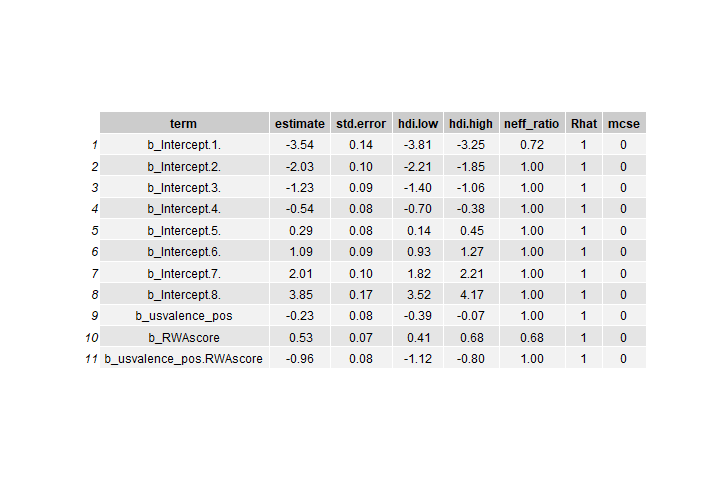 term estimate std.error hdi.low hdi.high neff_ratio Rhat mcse
1 b_Intercept.1. -3.54 0.14 -3.81 -3.25 0.72 1 0
2 b_Intercept.2. -2.03 0.10 -2.21 -1.85 1.00 1 0
3 b_Intercept.3. -1.23 0.09 -1.40 -1.06 1.00 1 0
4 b_Intercept.4. -0.54 0.08 -0.70 -0.38 1.00 1 0
5 b_Intercept.5. 0.29 0.08 0.14 0.45 1.00 1 0
6 b_Intercept.6. 1.09 0.09 0.93 1.27 1.00 1 0
7 b_Intercept.7. 2.01 0.10 1.82 2.21 1.00 1 0
8 b_Intercept.8. 3.85 0.17 3.52 4.17 1.00 1 0
9 b_usvalence_pos -0.23 0.08 -0.39 -0.07 1.00 1 0
10 b_RWAscore 0.53 0.07 0.41 0.68 0.68 1 0
11 b_usvalence_pos.RWAscore -0.96 0.08 -1.12 -0.80 1.00 1 0